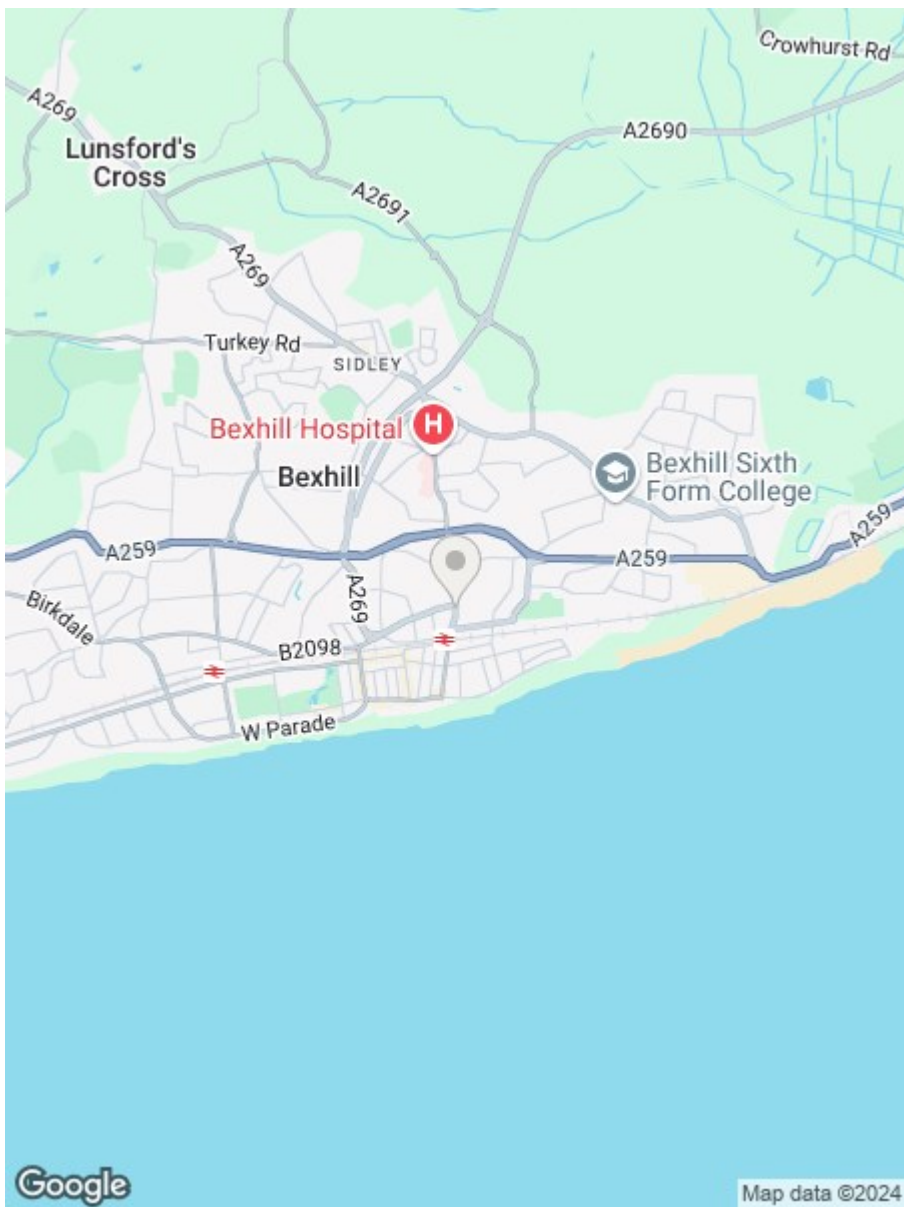 Crowhurst Rd
A269
A2690
Lunsford's
Cross
A2691
A269
Turkey Rd
SIDLEY
Bexhill Hospital
H
Bexhill
Bexhill Sixth
Form College
A259
A259
A259
A269
Birkdale
B2098
W Parade
Google
Map data ©2024